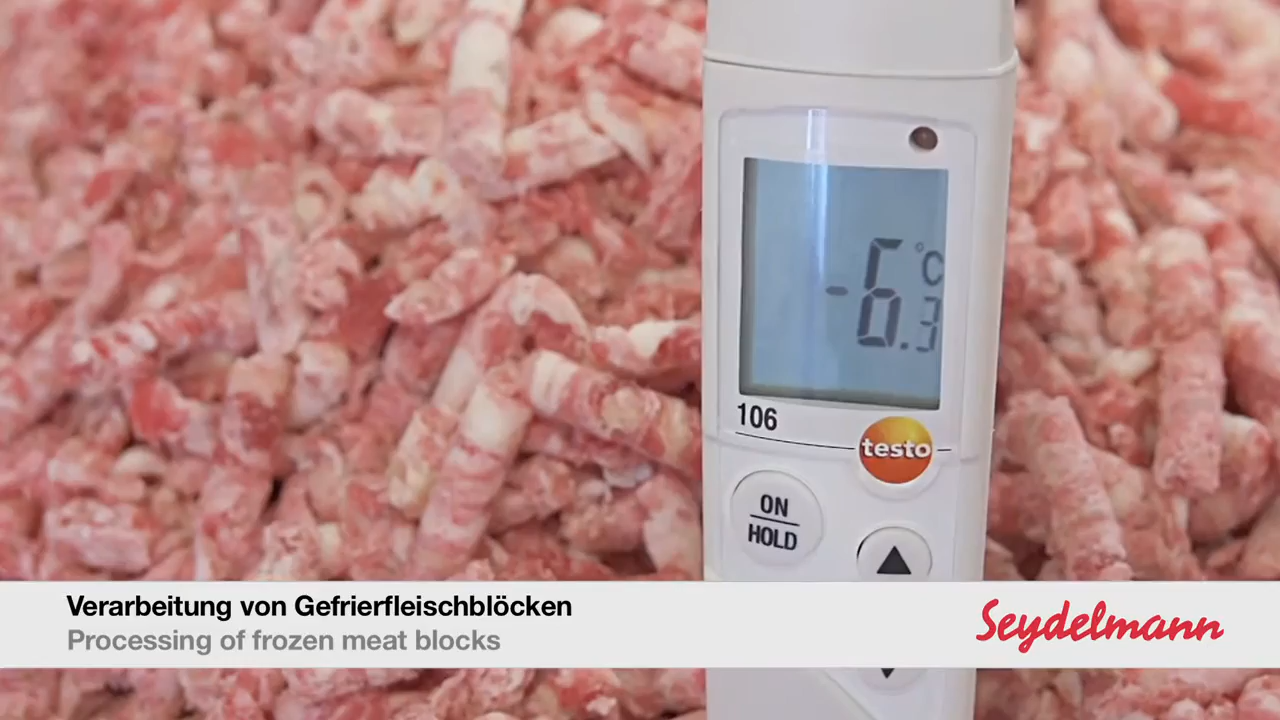 °C
-6.3
106
testo
ON
HOLD
Verarbeitung von Gefrierfleischblöcken
Processing of frozen meat blocks
Seydelmann